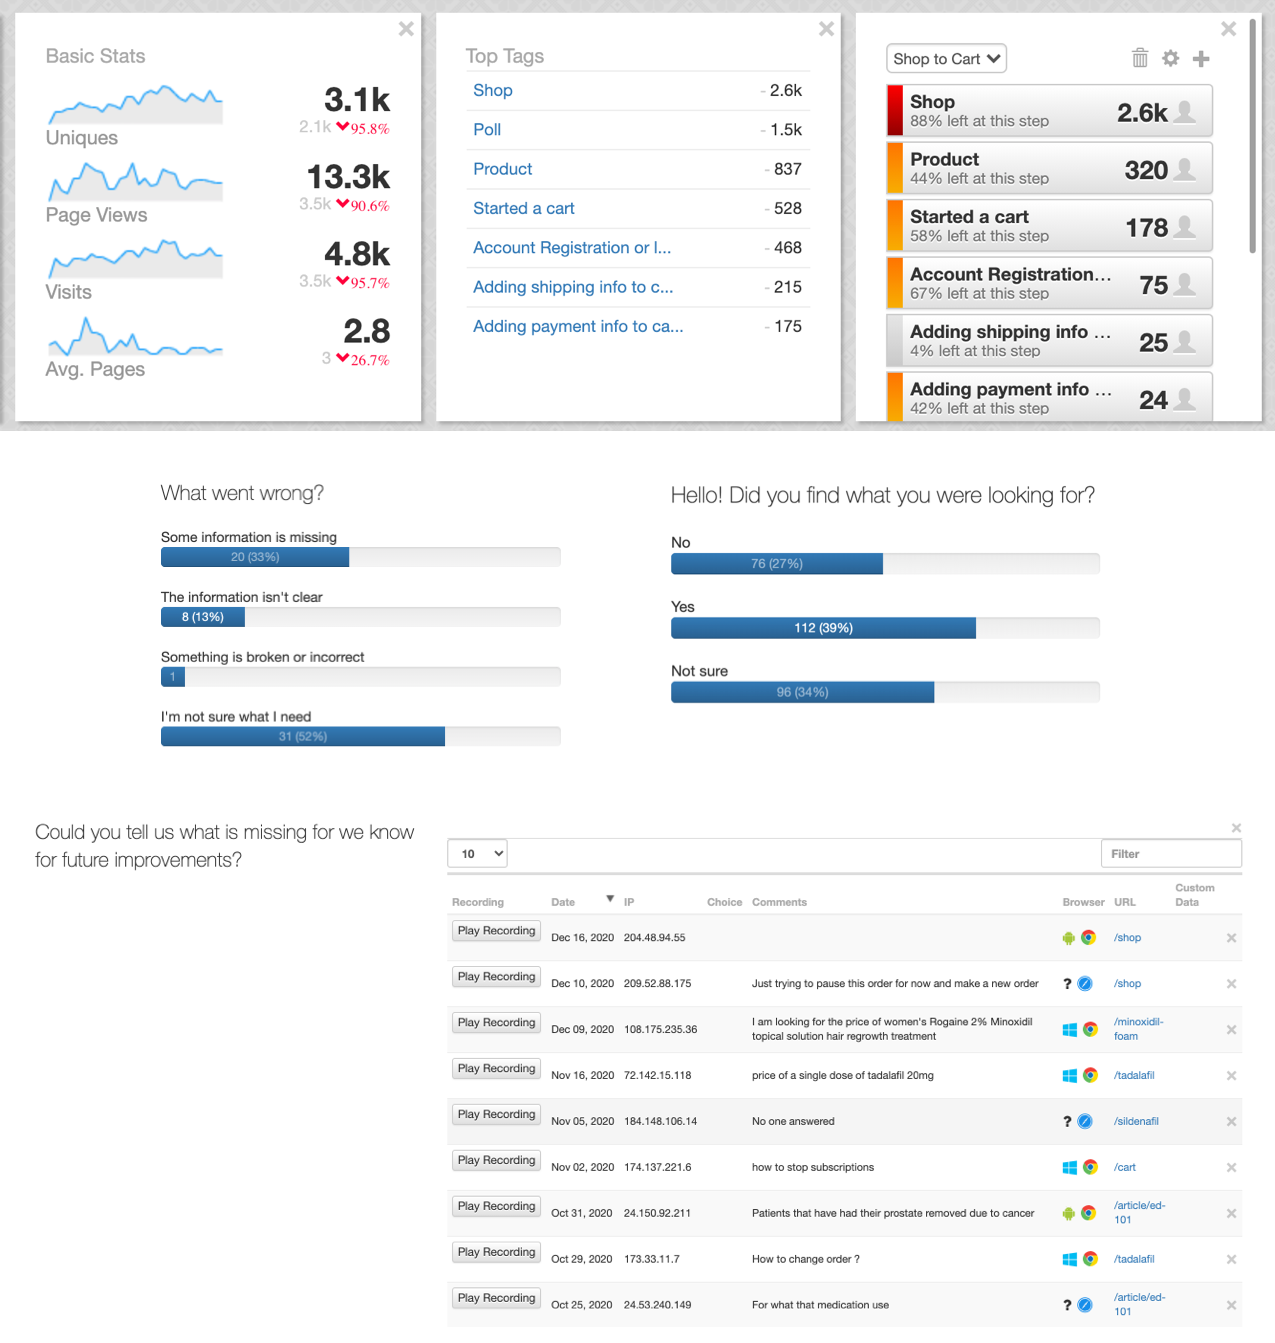 Basic Stats
3.1k
2.1k 95.8%
Uniques
13.3k
3.5k 90.6%
Page Views
4.8k
3.5k 95.7%
Visits
2.8
3 26.7%
Avg. Pages
Top Tags
Shop - 2.6k
Poll - 1.5k
Product - 837
Started a cart - 528
Account Registration or l... - 468
Adding shipping info to c... - 215
Adding payment info to ca... - 175
Shop to Cart
Shop 2.6k
88% left at this step
Product 320
44% left at this step
Started a cart 178
58% left at this step
Account Registration... 75
67% left at this step
Adding shipping info ... 25
4% left at this step
Adding payment info ... 24
42% left at this step
What went wrong?
Some information is missing
20 (33%)
The information isn't clear
8 (13%)
Something is broken or incorrect
1
I'm not sure what I need
31 (52%)
Hello! Did you find what you were looking for?
No
76 (27%)
Yes
112 (39%)
Not sure
96 (34%)
Could you tell us what is missing for we know
for future improvements?
10
Filter
Recording Date IP Choice Comments Browser URL Custom Data
Play Recording Dec 16, 2020 204.48.94.55 /shop
Play Recording Dec 10, 2020 209.52.88.175 Just trying to pause this order for now and make a new order ? /shop
Play Recording Dec 09, 2020 108.175.235.36 I am looking for the price of women's Rogaine 2% Minoxidil /minoxidil-
topical solution hair regrowth treatment foam
Play Recording Nov 16, 2020 72.142.15.118 price of a single dose of tadalafil 20mg /tadalafil
Play Recording Nov 05, 2020 184.148.106.14 No one answered ? /sildenafil
Play Recording Nov 02, 2020 174.137.221.6 how to stop subscriptions /cart
Play Recording Oct 31, 2020 24.150.92.211 Patients that have had their prostate removed due to cancer /article/ed-
101
Play Recording Oct 29, 2020 173.33.11.7 How to change order ? /tadalafil
Play Recording Oct 25, 2020 24.53.240.149 For what that medication use ? /article/ed-
101